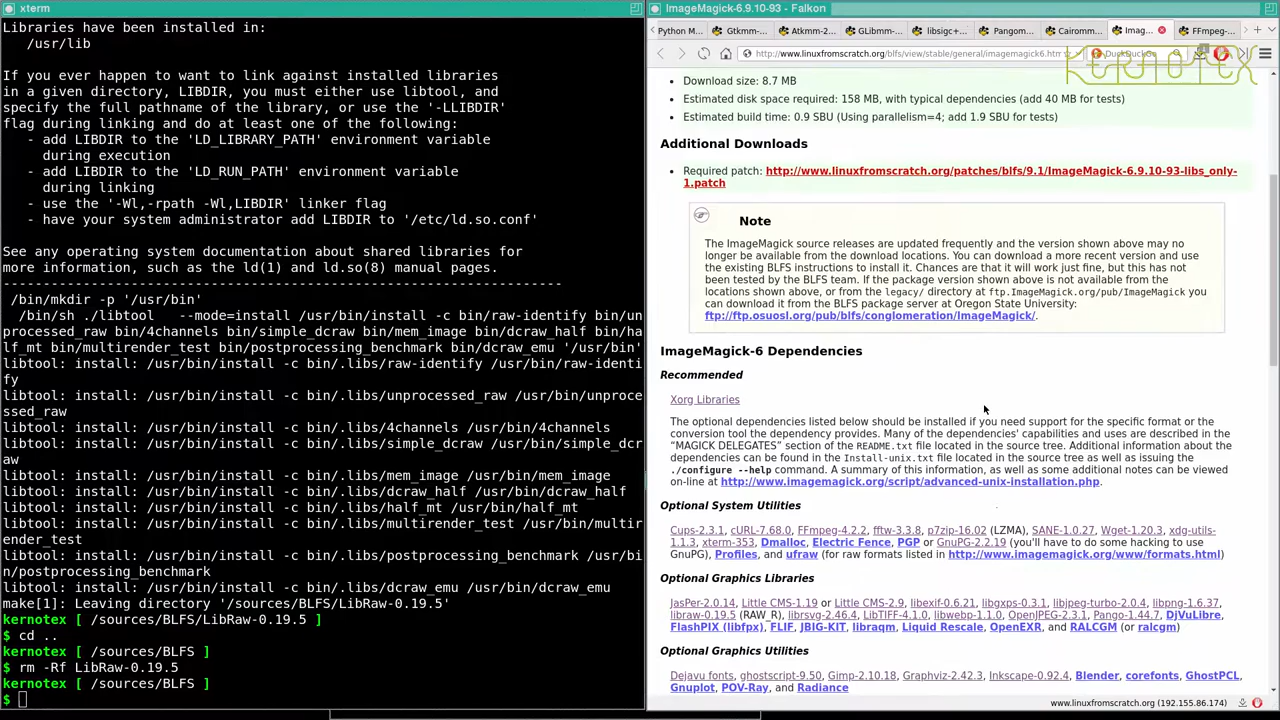 xterm
Libraries have been installed in:
/usr/lib
If you ever happen to want to link against installed libraries
in a given directory, LIBDIR, you must either use libtool, and
specify the full pathname of the library, or use the '-LLIBDIR'
flag during linking and do at least one of the following:
- add LIBDIR to the 'LD_LIBRARY_PATH' environment variable
during execution
- add LIBDIR to the 'LD_RUN_PATH' environment variable
during linking
- use the '-Wl,-rpath -Wl,LIBDIR' linker flag
- have your system administrator add LIBDIR to '/etc/ld.so.conf'
See any operating system documentation about shared libraries for
more information, such as the ld(1) and ld.so(8) manual pages.
----------------------------------------------------------------------
/bin/mkdir -p '/usr/bin'
/bin/sh ./libtool   --mode=install /usr/bin/install -c bin/raw-identify bin/un
processed_raw bin/4channels bin/simple_dcraw bin/mem_image bin/dcraw_half bin/ha
lf_mt bin/multirender_test bin/postprocessing_benchmark bin/dcraw_emu '/usr/bin'
libtool: install: /usr/bin/install -c bin/.libs/raw-identify /usr/bin/raw-identi
fy
libtool: install: /usr/bin/install -c bin/.libs/unprocessed_raw /usr/bin/unproce
ssed_raw
libtool: install: /usr/bin/install -c bin/.libs/4channels /usr/bin/4channels
libtool: install: /usr/bin/install -c bin/.libs/simple_dcraw /usr/bin/simple_dcr
aw
libtool: install: /usr/bin/install -c bin/.libs/mem_image /usr/bin/mem_image
libtool: install: /usr/bin/install -c bin/.libs/dcraw_half /usr/bin/dcraw_half
libtool: install: /usr/bin/install -c bin/.libs/half_mt /usr/bin/half_mt
libtool: install: /usr/bin/install -c bin/.libs/multirender_test /usr/bin/multir
ender_test
libtool: install: /usr/bin/install -c bin/.libs/postprocessing_benchmark /usr/bi
n/postprocessing_benchmark
libtool: install: /usr/bin/install -c bin/.libs/dcraw_emu /usr/bin/dcraw_emu
make[1]: Leaving directory '/sources/BLFS/LibRaw-0.19.5'
kernotex [ /sources/BLFS/LibRaw-0.19.5 ]
$ cd ..
kernotex [ /sources/BLFS ]
$ rm -Rf LibRaw-0.19.5
kernotex [ /sources/BLFS ]
$
ImageMagick-6.9.10-93 - Falkon
Python M... Gtkmm-... Atkmm-2... GLibmm-... libsigc+... Pangom... Cairomm... Imag... FFmpeg-...
http://www.linuxfromscratch.org/blfs/view/stable/general/imagemagick6.htm DuckDuckGo
KERNOTEX
Download size: 8.7 MB
Estimated disk space required: 158 MB, with typical dependencies (add 40 MB for tests)
Estimated build time: 0.9 SBU (Using parallelism=4; add 1.9 SBU for tests)
Additional Downloads
Required patch: http://www.linuxfromscratch.org/patches/blfs/9.1/ImageMagick-6.9.10-93-libs_only-
1.patch
Note
The ImageMagick source releases are updated frequently and the version shown above may no
longer be available from the download locations. You can download a more recent version and use
the existing BLFS instructions to install it. Chances are that it will work just fine, but this has not
been tested by the BLFS team. If the package version shown above is not available from the
locations shown above, or from the legacy/ directory at ftp.ImageMagick.org/pub/ImageMagick you
can download it from the BLFS package server at Oregon State University:
ftp://ftp.osuosl.org/pub/blfs/conglomeration/ImageMagick/.
ImageMagick-6 Dependencies
Recommended
Xorg Libraries
The optional dependencies listed below should be installed if you need support for the specific format or the
conversion tool the dependency provides. Many of the dependencies' capabilities and uses are described in the
“MAGICK DELEGATES” section of the README.txt file located in the source tree. Additional information about the
dependencies can be found in the Install-unix.txt file located in the source tree as well as issuing the
./configure --help command. A summary of this information, as well as some additional notes can be viewed
on-line at http://www.imagemagick.org/script/advanced-unix-installation.php.
Optional System Utilities
Cups-2.3.1, cURL-7.68.0, FFmpeg-4.2.2, fftw-3.3.8, p7zip-16.02 (LZMA), SANE-1.0.27, Wget-1.20.3, xdg-utils-
1.1.3, xterm-353, Dmalloc, Electric Fence, PGP or GnuPG-2.2.19 (you'll have to do some hacking to use
GnuPG), Profiles, and ufraw (for raw formats listed in http://www.imagemagick.org/www/formats.html)
Optional Graphics Libraries
JasPer-2.0.14, Little CMS-1.19 or Little CMS-2.9, libexif-0.6.21, libgxps-0.3.1, libjpeg-turbo-2.0.4, libpng-1.6.37,
libraw-0.19.5 (RAW_R), librsvg-2.46.4, LibTIFF-4.1.0, libwebp-1.1.0, OpenJPEG-2.3.1, Pango-1.44.7, DjVuLibre,
FlashPIX (libfpx), FLIF, JBIG-KIT, libraqm, Liquid Rescale, OpenEXR, and RALCGM (or ralcgm)
Optional Graphics Utilities
Dejavu fonts, ghostscript-9.50, Gimp-2.10.18, Graphviz-2.42.3, Inkscape-0.92.4, Blender, corefonts, GhostPCL,
Gnuplot, POV-Ray, and Radiance
www.linuxfromscratch.org (192.155.86.174)